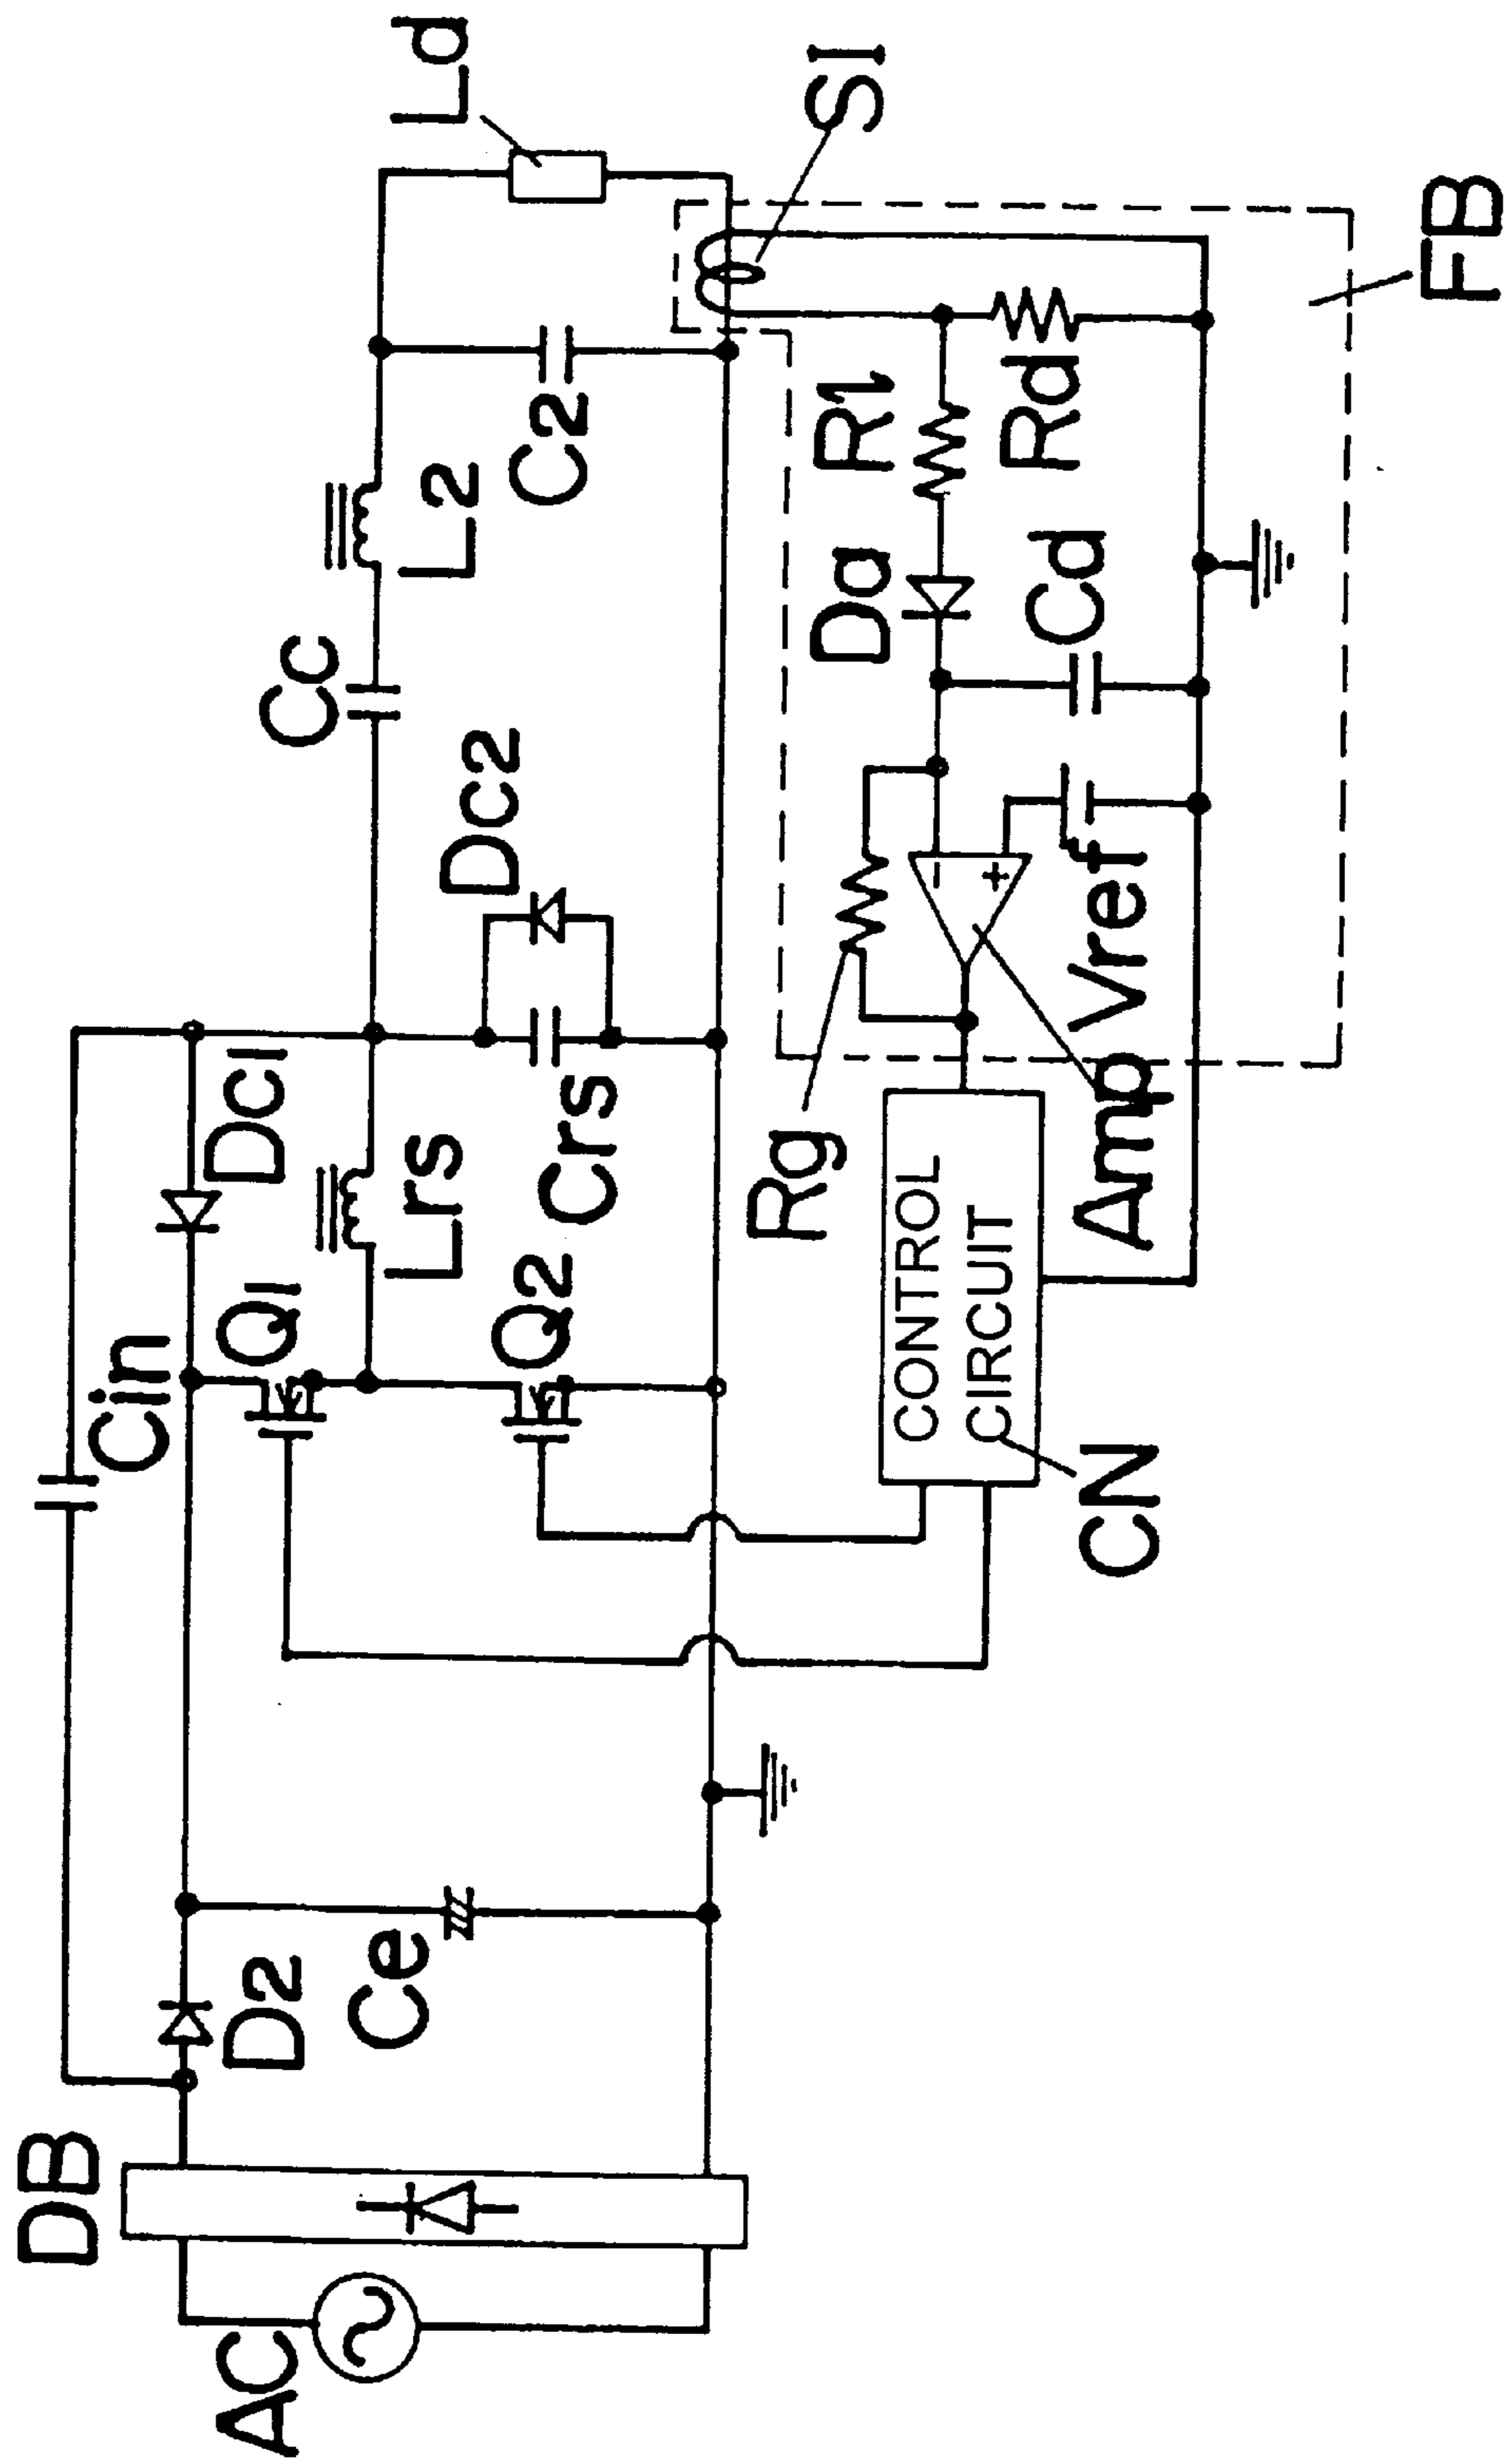 AC
DB
D2
Ce
Cin
Q1
Dc1
Lrs
Q2
Crs
Dc2
Cc
L2
C2
Ld
SI
CONTROL
CIRCUIT
CN
Rg
Amp
Vref
-
+
Da
Cd
R1
Rd
FB